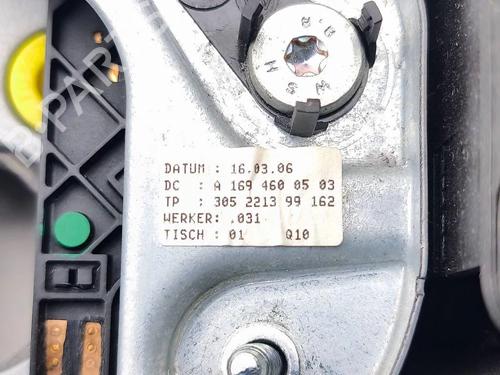 M S B H
DATUM : 16.03.06
DC : A 169 460 05 03
TP : 305 2213 99 162
WERKER: .031
TISCH : 01 Q10